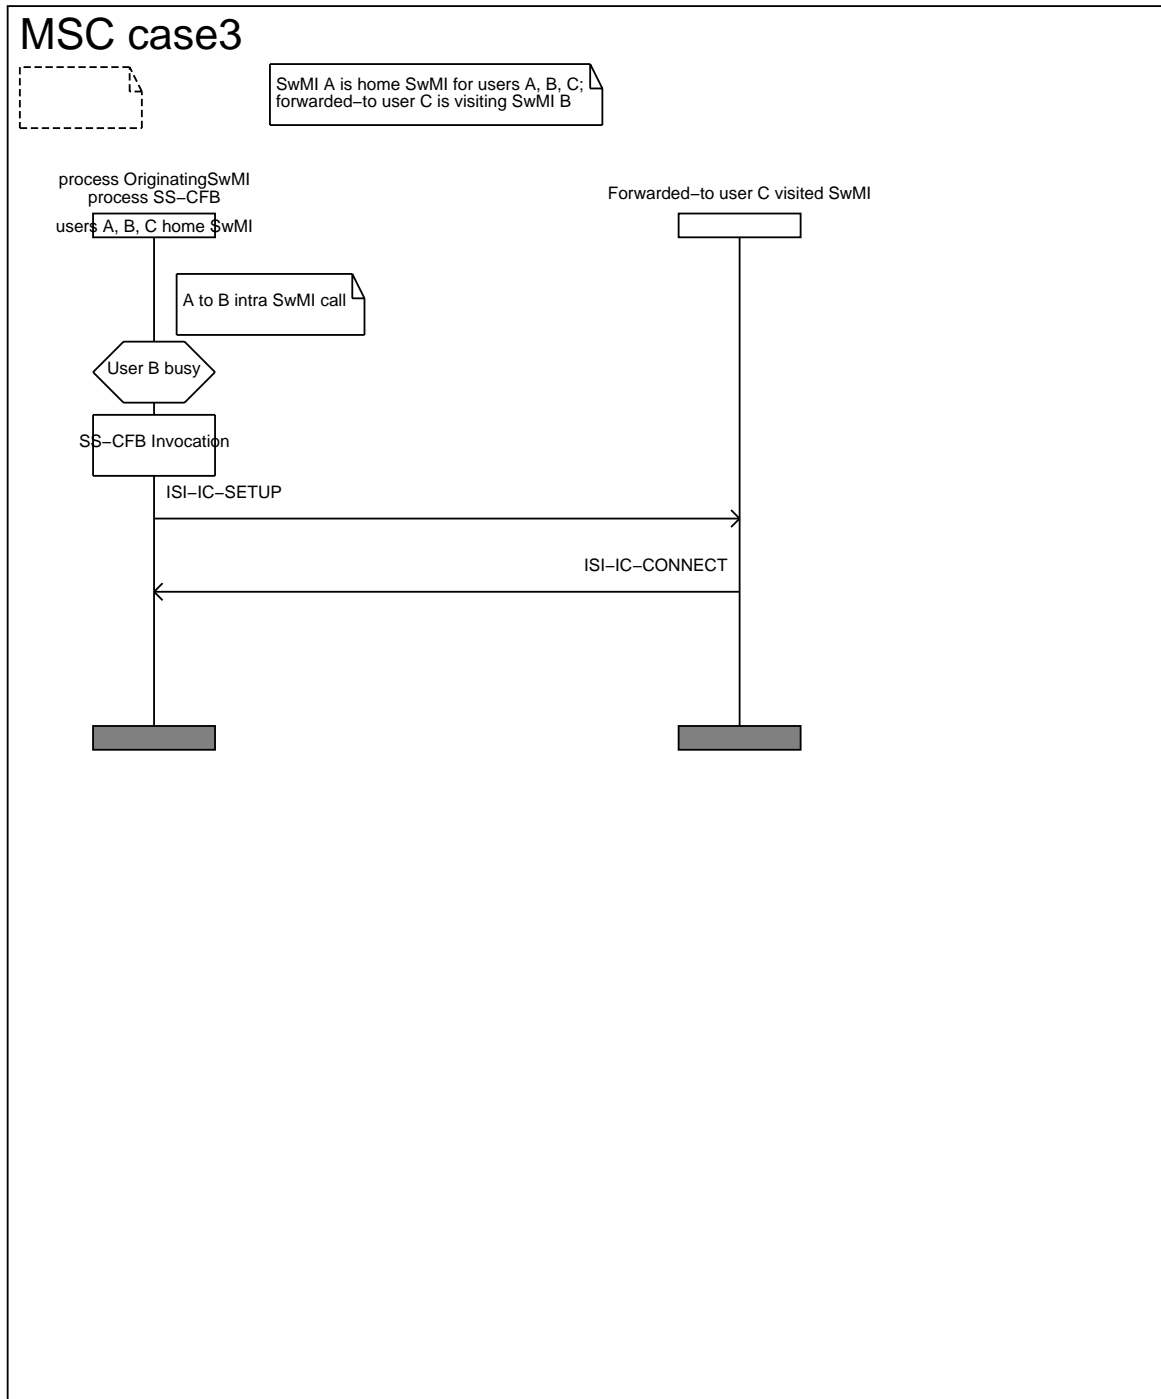 MSC case3
SwMI A is home SwMI for users A, B, C;
forwarded−to user C is visiting SwMI B
process OriginatingSwMI
process SS−CFB
users A, B, C home SwMI
Forwarded−to user C visited SwMI
A to B intra SwMI call
User B busy
SS−CFB Invocation
ISI−IC−SETUP
ISI−IC−CONNECT